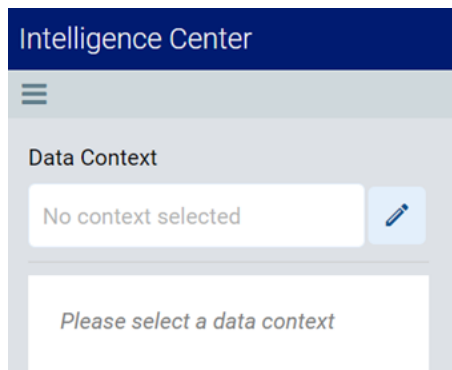 Intelligence Center
Data Context
No context selected
Please select a data context